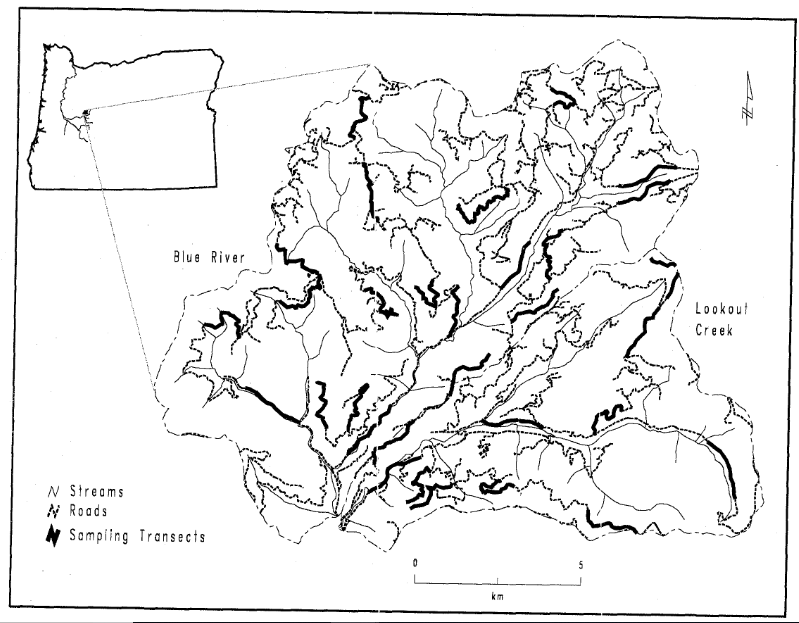 Blue River
Lookout
Creek
Streams
Roads
Sampling Transects
0 5
km